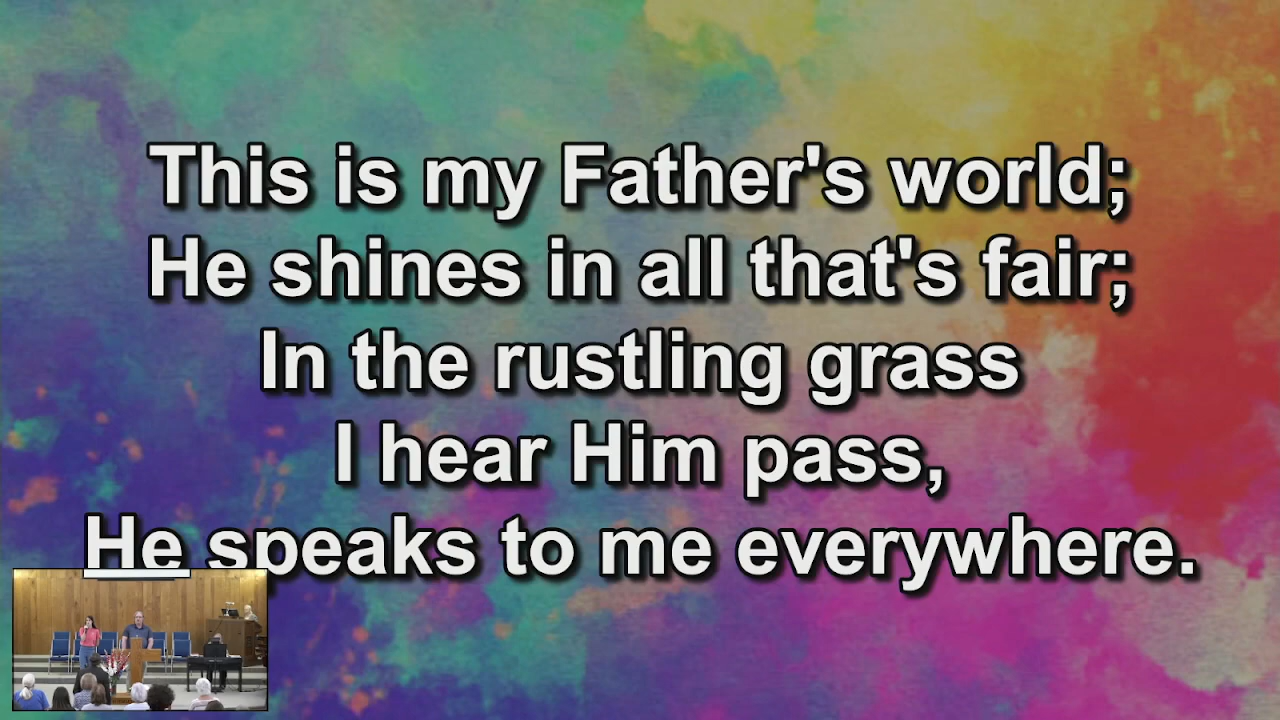 This is my Father's world;
He shines in all that's fair;
In the rustling grass
I hear Him pass,
He speaks to me everywhere.